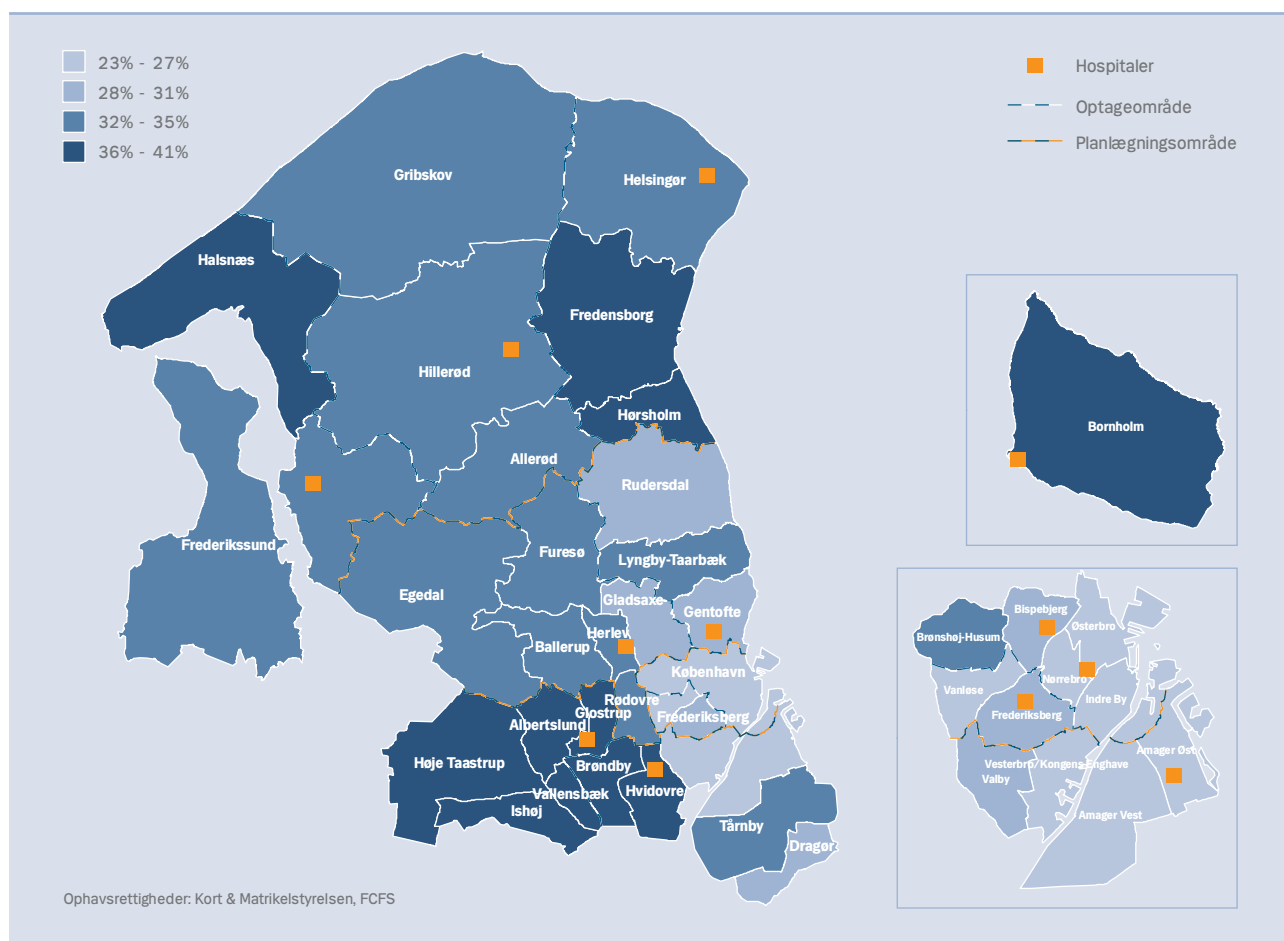 23% - 27%
28% - 31%
32% - 35%
36% - 41%
Hospitaler
Optageområde
Planlægningsområde
Gribskov
Helsingør
Halsnæs
Fredensborg
Hillerød
Hørsholm
Allerød
Rudersdal
Frederikssund
Furesø
Lyngby-Taarbæk
Egedal
Gladsaxe
Gentofte
Herlev
Ballerup
København
Rødovre
Glostrup
Frederiksberg
Albertslund
Høje Taastrup
Brøndby
Vallensbæk
Hvidovre
Ishøj
Tårnby
Dragør
Bornholm
Bispebjerg
Østerbro
Brønshøj-Husum
Nørrebro
Vanløse
Indre By
Frederiksberg
Amager Øst
Vesterbro/Kongens Enghave
Valby
Amager Vest
Ophavsrettigheder: Kort & Matrikelstyrelsen, FCFS